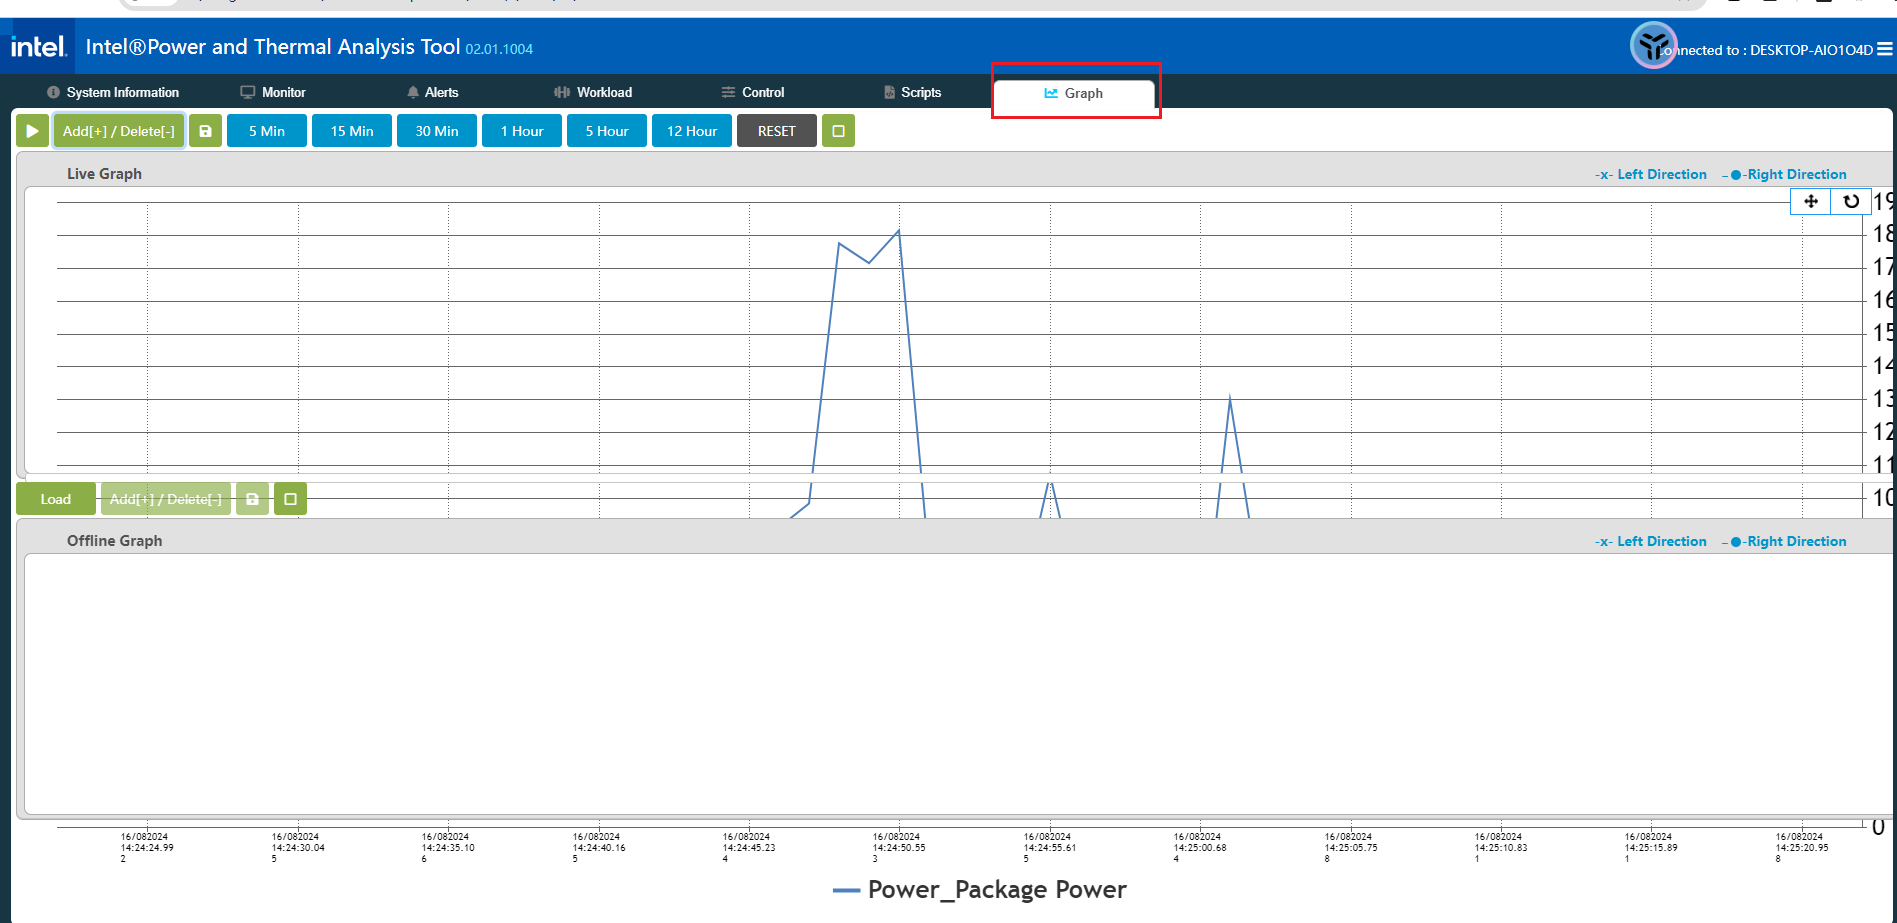 intel. Intel®Power and Thermal Analysis Tool 02.01.1004
onnected to : DESKTOP-AIO1O4D
System Information Monitor Alerts Workload Control Scripts Graph
Add[+] / Delete[-] 5 Min 15 Min 30 Min 1 Hour 5 Hour 12 Hour RESET
Live Graph
-x- Left Direction -●-Right Direction
19
18
17
16
15
14
13
12
11
Load Add[+] / Delete[-]
10
Offline Graph
-x- Left Direction -●-Right Direction
0
16/082024 16/082024 16/082024 16/082024 16/082024 16/082024 16/082024 16/082024 16/082024 16/082024 16/082024 16/082024
14:24:24.99 14:24:30.04 14:24:35.10 14:24:40.16 14:24:45.23 14:24:50.55 14:24:55.61 14:25:00.68 14:25:05.75 14:25:10.83 14:25:15.89 14:25:20.95
2 5 6 5 4 3 5 4 8 1 1 8
Power_Package Power